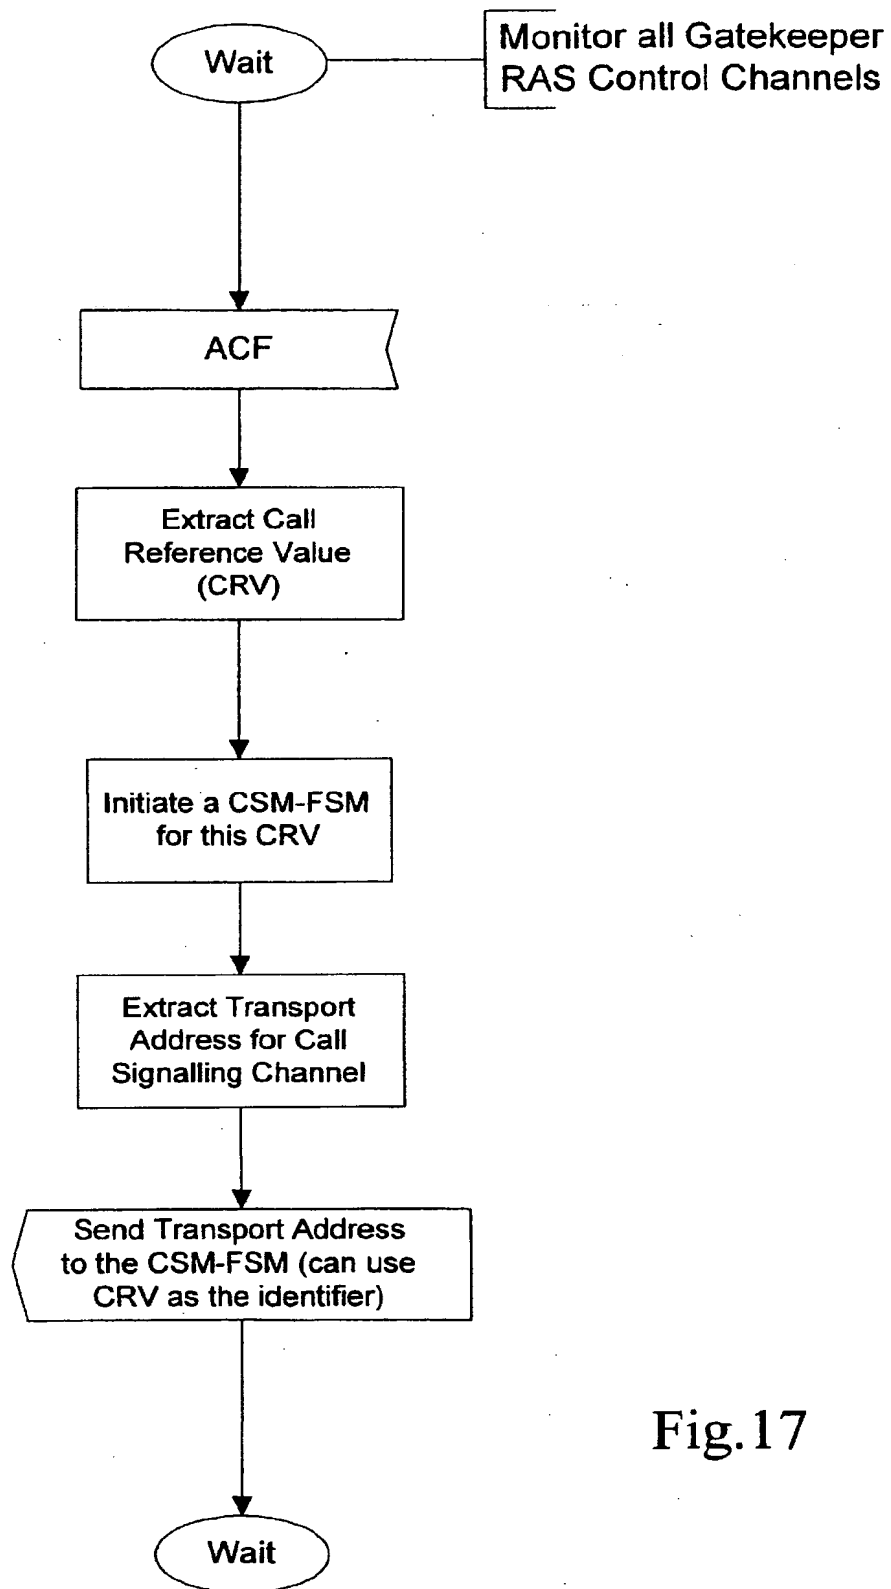 Wait
Monitor all Gatekeeper
RAS Control Channels
ACF
Extract Call
Reference Value
(CRV)
Initiate a CSM-FSM
for this CRV
Extract Transport
Address for Call
Signalling Channel
Send Transport Address
to the CSM-FSM (can use
CRV as the identifier)
Fig.17
Wait